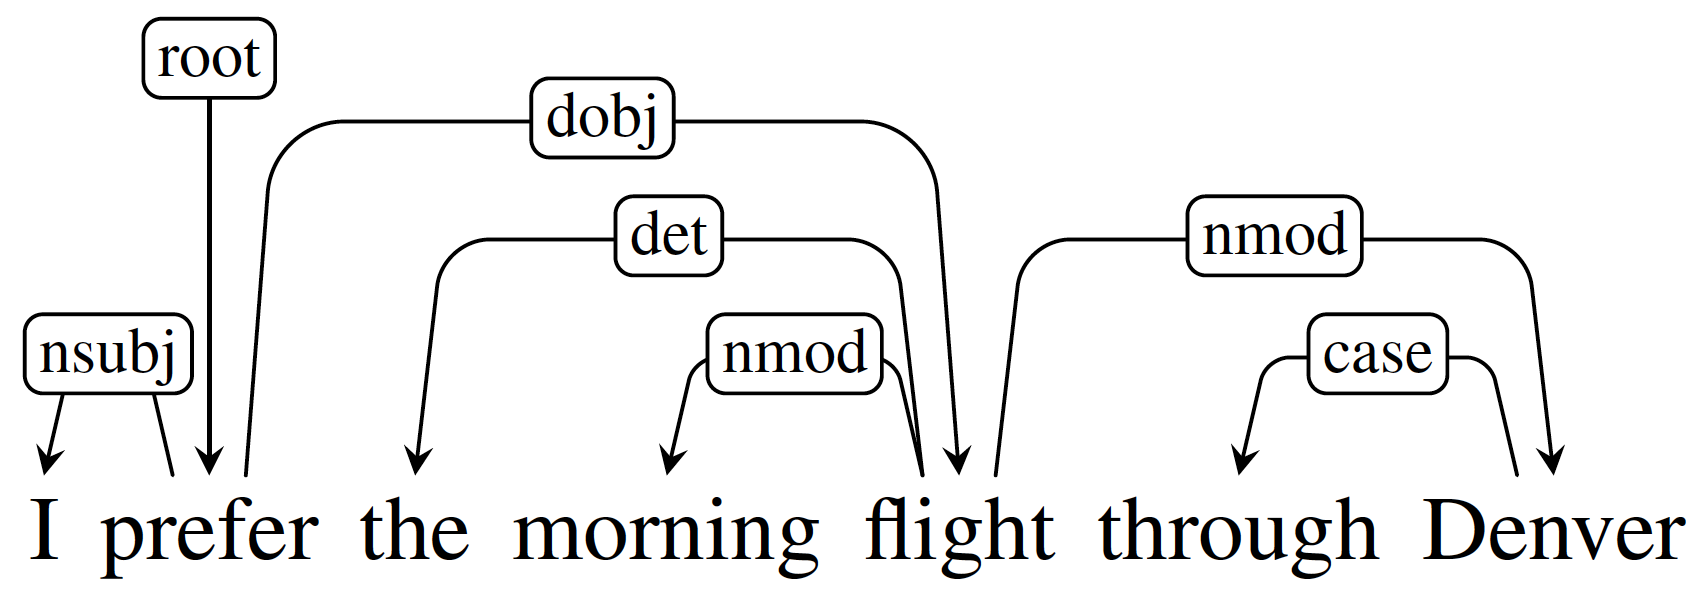 root
dobj
det
nmod
nsubj
nmod
case
I prefer the morning flight through Denver